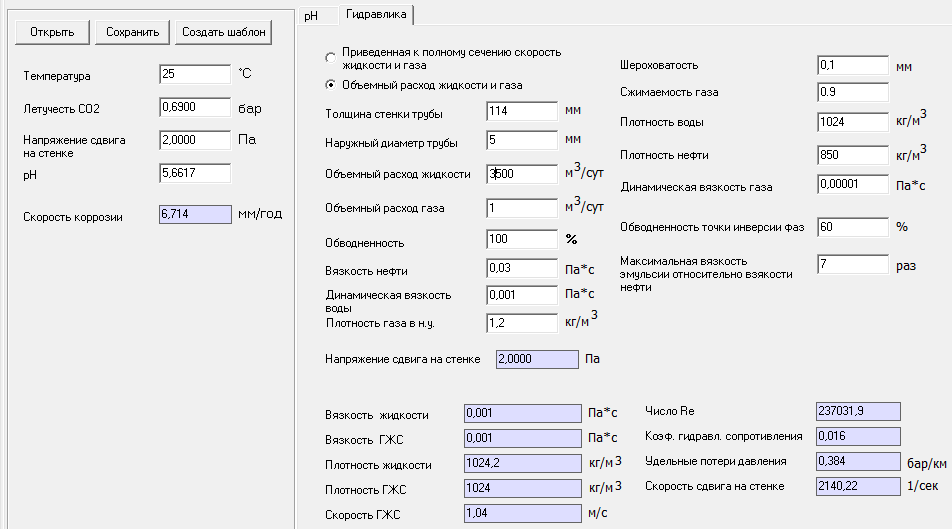 Открыть
Сохранить
Создать шаблон
Температура 25 °C
Летучесть CO2 0,6900 бар
Напряжение сдвига
на стенке 2,0000 Па
pH 5,6617
Скорость коррозии 6,714 мм/год
pH
Гидравлика
Приведенная к полному сечению скорость
жидкости и газа
Объемный расход жидкости и газа
Толщина стенки трубы 114 мм
Наружный диаметр трубы 5 мм
Объемный расход жидкости 3500 м3/сут
Объемный расход газа 1 м3/сут
Обводненность 100 %
Вязкость нефти 0,03 Па*с
Динамическая вязкость
воды 0,001 Па*с
Плотность газа в н.у. 1,2 кг/м3
Напряжение сдвига на стенке 2,0000 Па
Шероховатость 0,1 мм
Сжимаемость газа 0.9
Плотность воды 1024 кг/м3
Плотность нефти 850 кг/м3
Динамическая вязкость газа 0,00001 Па*с
Обводненность точки инверсии фаз 60 %
Максимальная вязкость
эмульсии относительно взякости
нефти 7 раз
Вязкость жидкости 0,001 Па*с
Вязкость ГЖС 0,001 Па*с
Плотность жидкости 1024,2 кг/м3
Плотность ГЖС 1024 кг/м3
Скорость ГЖС 1,04 м/с
Число Re 237031,9
Коэф. гидравл. сопротивления 0,016
Удельные потери давления 0,384 бар/км
Скорость сдвига на стенке 2140,22 1/сек